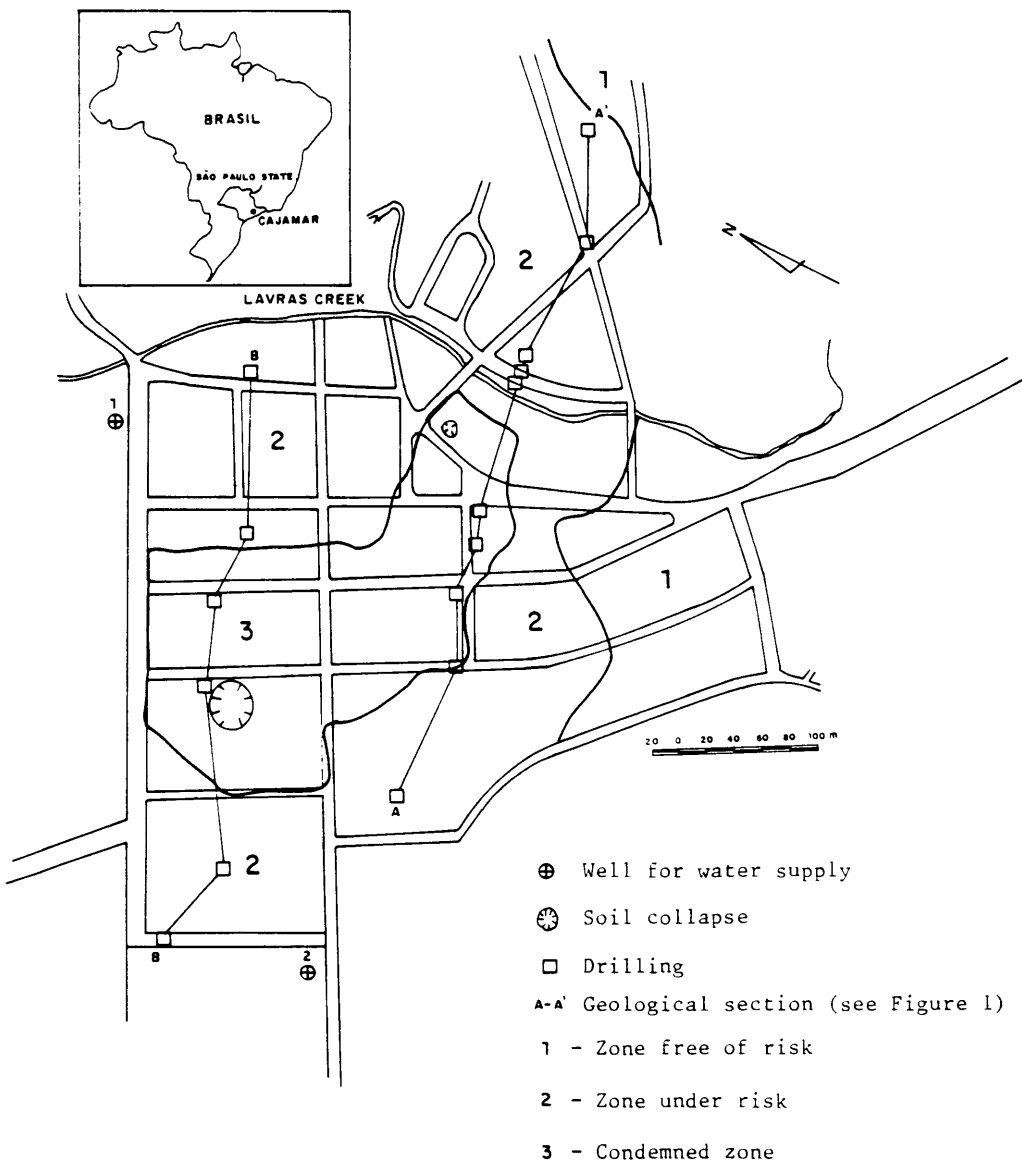 BRASIL
SÃO PAULO STATE
CAJAMAR
1
A'
N
2
LAVRAS CREEK
B
1
2
1
3
2
20 0 20 40 60 80 100 m
A
2
B
2
⊕ Well for water supply
Soil collapse
□ Drilling
A-A' Geological section (see Figure 1)
1 - Zone free of risk
2 - Zone under risk
3 - Condemned zone